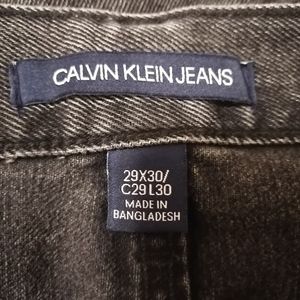 CALVIN KLEIN JEANS
29X30/
C29 L30
MADE IN
BANGLADESH